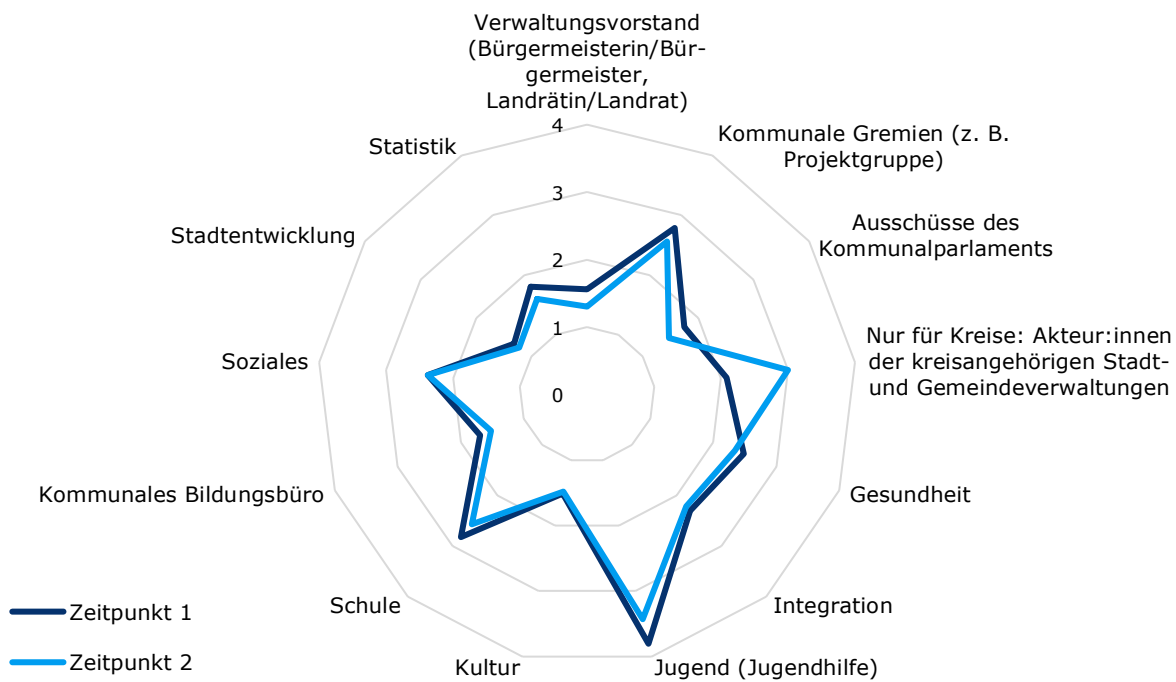 Verwaltungsvorstand
(Bürgermeisterin/Bür-
germeister,
Landrätin/Landrat)
Kommunale Gremien (z. B.
Projektgruppe)
Ausschüsse des
Kommunalparlaments
Nur für Kreise: Akteur:innen
der kreisangehörigen Stadt-
und Gemeindeverwaltungen
Gesundheit
Integration
Jugend (Jugendhilfe)
Kultur
Schule
Kommunales Bildungsbüro
Soziales
Stadtentwicklung
Statistik
4
3
2
1
0
Zeitpunkt 1
Zeitpunkt 2